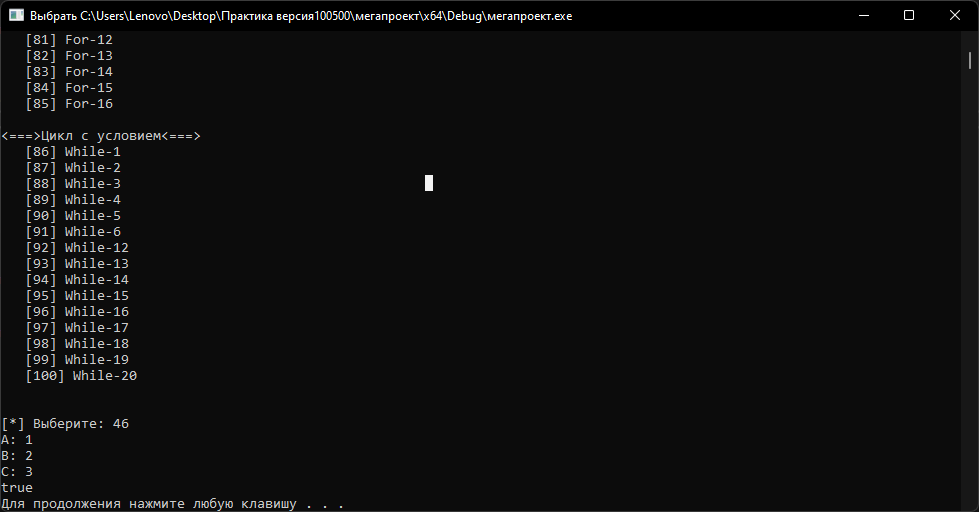 Выбрать C:\Users\Lenovo\Desktop\Практика версия100500\мегапроект\x64\Debug\мегапроект.exe
[81] For-12
[82] For-13
[83] For-14
[84] For-15
[85] For-16
<===>Цикл с условием<===>
[86] While-1
[87] While-2
[88] While-3
[89] While-4
[90] While-5
[91] While-6
[92] While-12
[93] While-13
[94] While-14
[95] While-15
[96] While-16
[97] While-17
[98] While-18
[99] While-19
[100] While-20
[*] Выберите: 46
A: 1
B: 2
C: 3
true
Для продолжения нажмите любую клавишу . . .